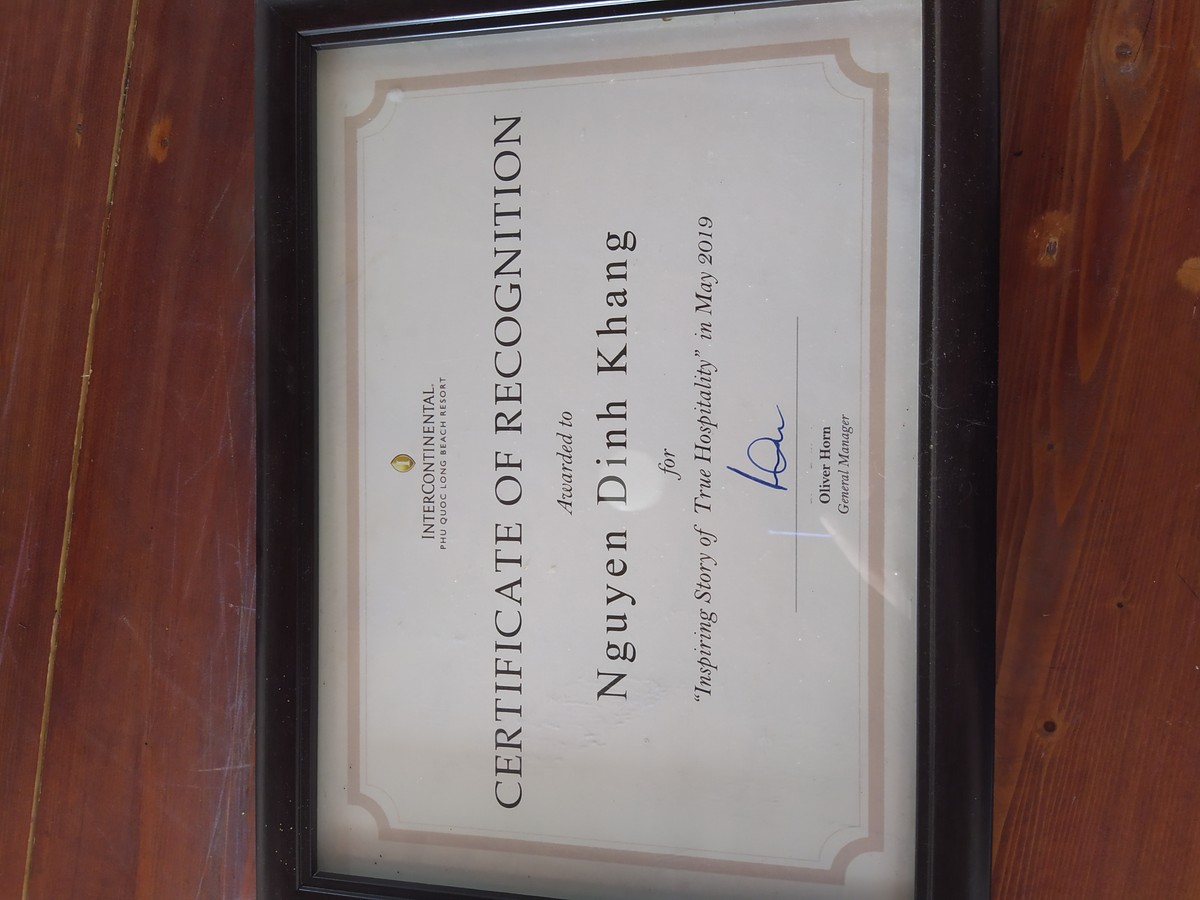 INTERCONTINENTAL.
PHU QUOC LONG BEACH RESORT
CERTIFICATE OF RECOGNITION
Awarded to
Nguyen Dinh Khang
for
“Inspiring Story of True Hospitality” in May 2019
Oliver Horn
General Manager